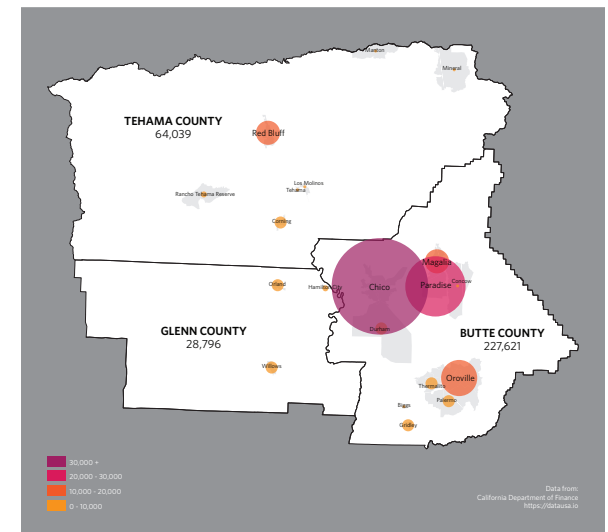 Manton
Mineral
TEHAMA COUNTY
64,039
Red Bluff
Los Molinos
Tehama
Rancho Tehama Reserve
Corning
Magalia
Orland
Hamilton City
Chico
Paradise
Concow
GLENN COUNTY
28,796
Durham
BUTTE COUNTY
227,621
Willows
Oroville
Thermalito
Palermo
Biggs
Gridley
30,000 +
20,000 - 30,000
10,000 - 20,000
0 - 10,000
Data from:
California Department of Finance
https://datausa.io